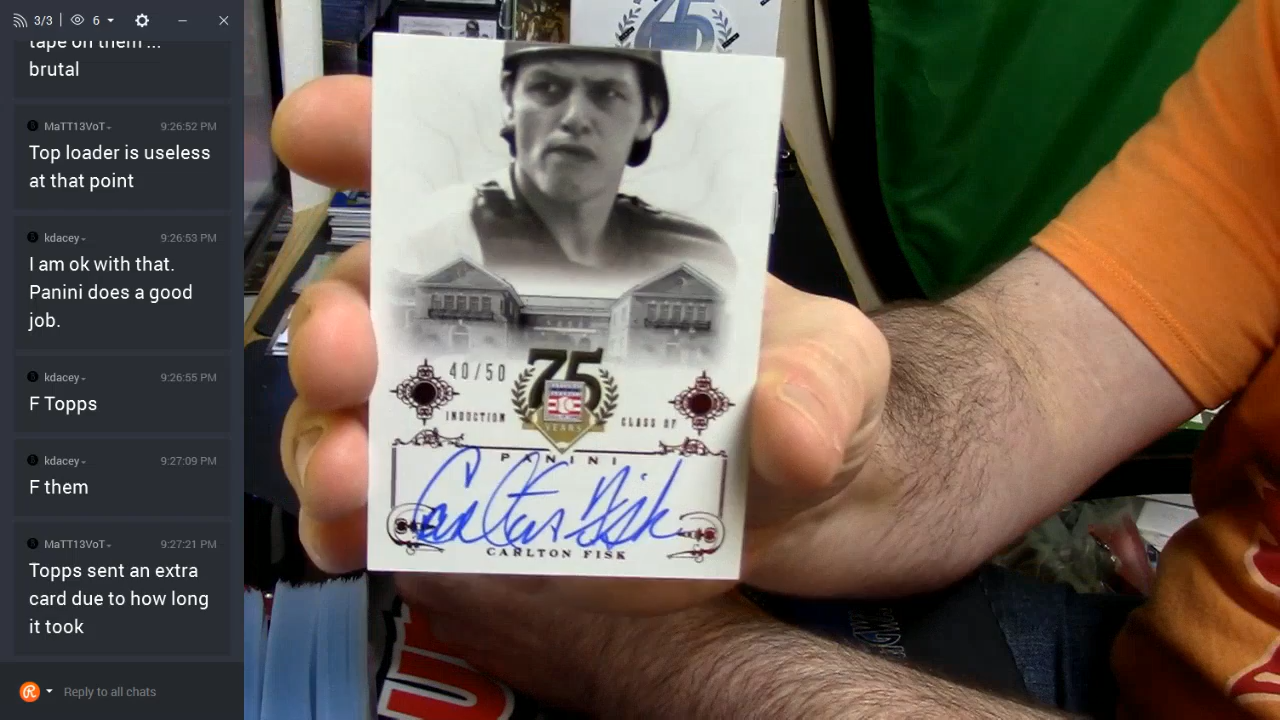 3/3 6
tape on them ...
brutal
MaTT13VoT 9:26:52 PM
Top loader is useless
at that point
kdacey 9:26:53 PM
I am ok with that.
Panini does a good
job.
kdacey 9:26:55 PM
F Topps
kdacey 9:27:09 PM
F them
MaTT13VoT 9:27:21 PM
Topps sent an extra
card due to how long
it took
Reply to all chats
75
40/50
75
INDUCTION CLASS OF
YEARS
PANINI
Carlton Fisk
CARLTON FISK